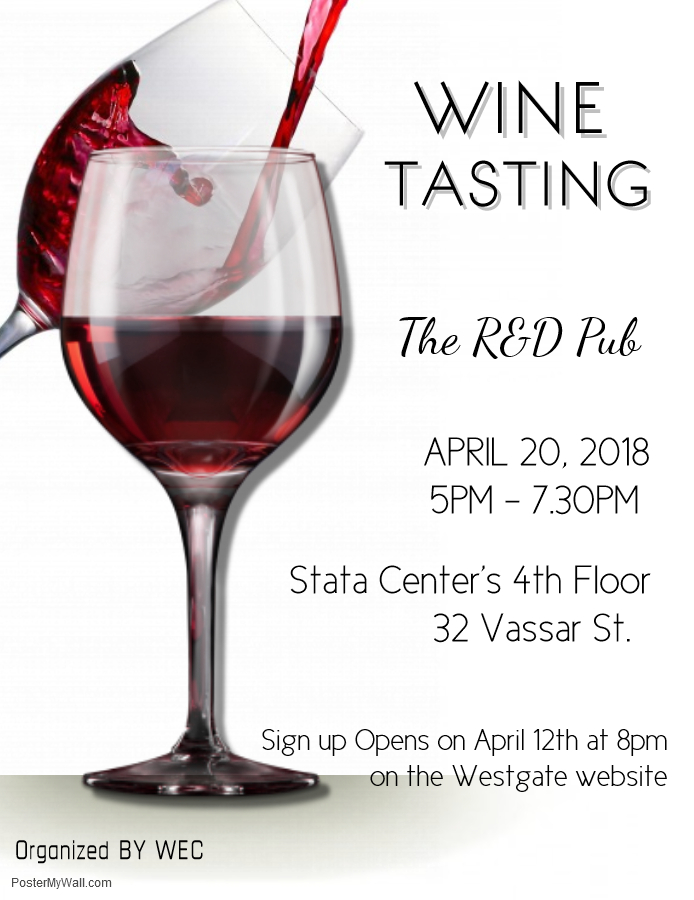 WINE
TASTING
The R&D Pub
APRIL 20, 2018
5PM - 7.30PM
Stata Center's 4th Floor
32 Vassar St.
Sign up Opens on April 12th at 8pm
on the Westgate website
Organized BY WEC
PosterMyWall.com